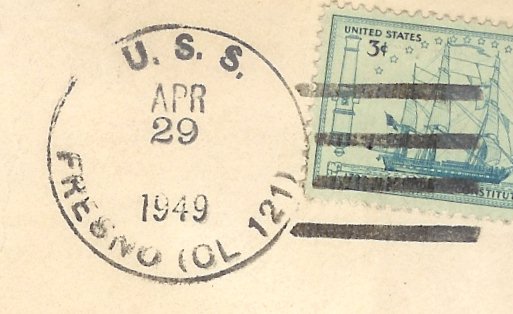 U. S. S.
APR
29
1949
FRESNO (CL 121)
UNITED STATES
3¢